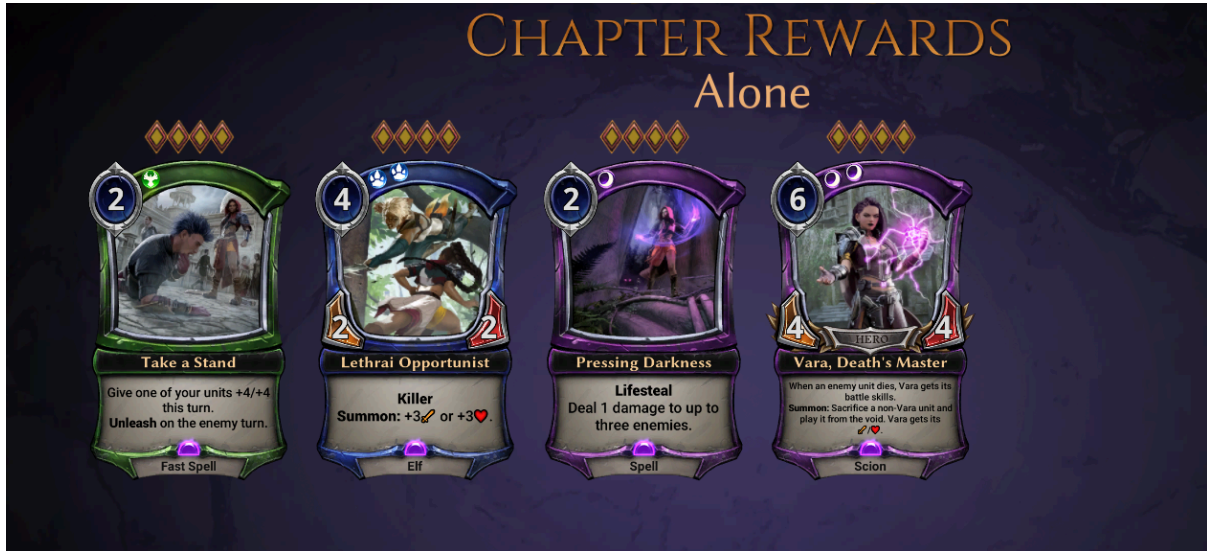 CHAPTER REWARDS
Alone
2
Take a Stand
Give one of your units +4/+4
this turn.
Unleash on the enemy turn.
Fast Spell
4
2
2
Lethrai Opportunist
Killer
Summon: +3 or +3.
Elf
2
Pressing Darkness
Lifesteal
Deal 1 damage to up to
three enemies.
Spell
6
4
4
HERO
Vara, Death's Master
When an enemy unit dies, Vara gets its
battle skills.
Summon: Sacrifice a non-Vara unit and
play it from the void. Vara gets its
/.
Scion